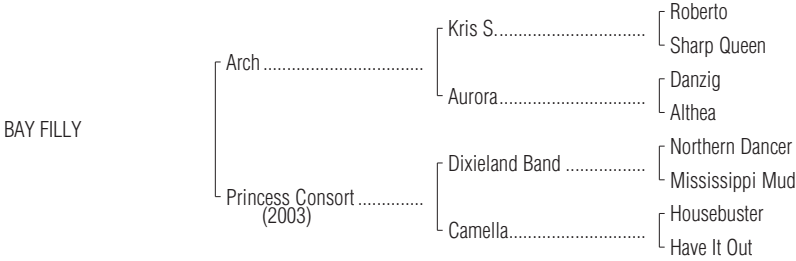 Roberto
Kris S.
Sharp Queen
Arch
Danzig
Aurora
Althea
BAY FILLY
Northern Dancer
Dixieland Band
Mississippi Mud
Princess Consort
(2003)
Housebuster
Camella
Have It Out